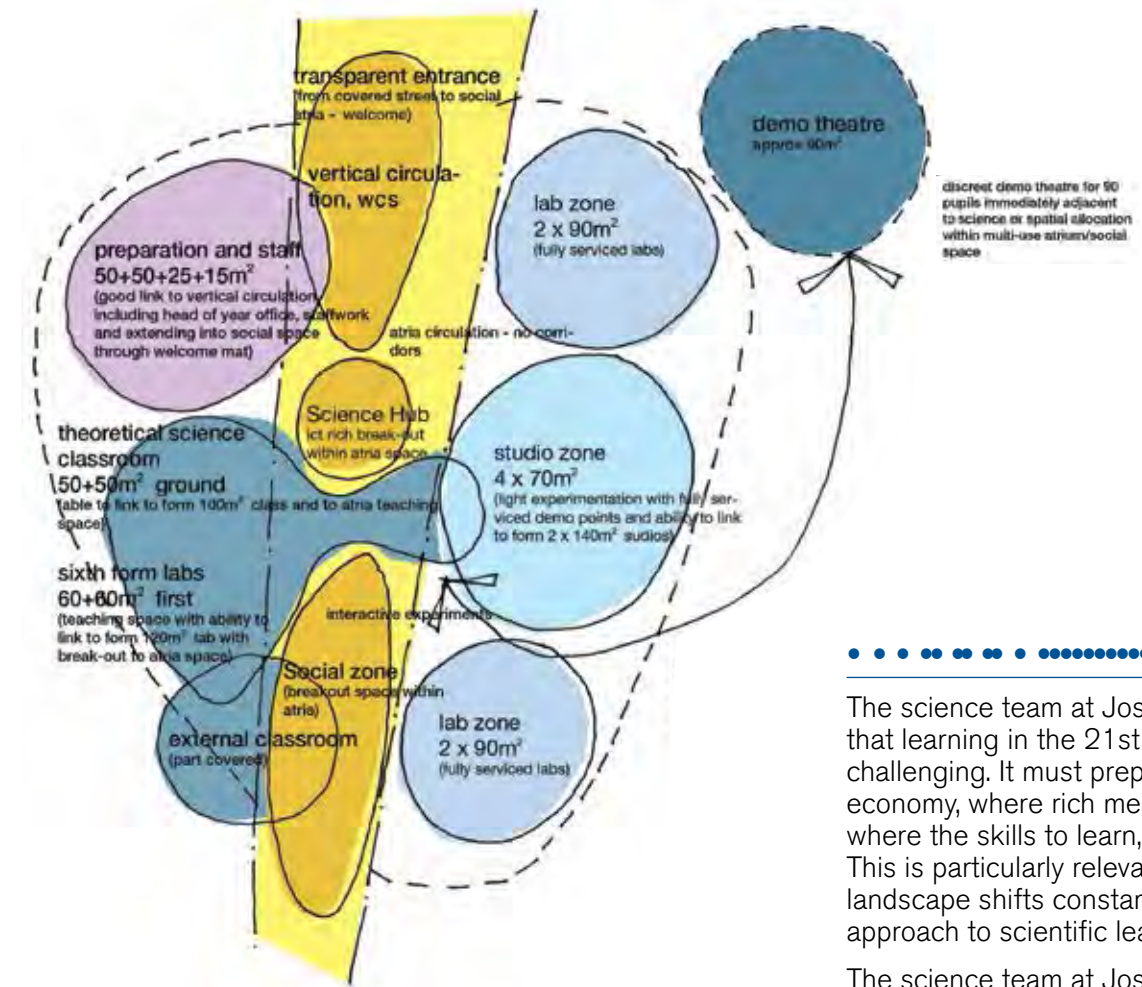 transparent entrance
(from covered street to social
atria - welcome)
vertical circula-
tion, wcs
preparation and staff
50+50+25+15m²
(good link to vertical circulation
including head of year office, staffwork
and extending into social space
through welcome mat)
lab zone
2 x 90m²
(fully serviced labs)
demo theatre
approx 90m²
discreet demo theatre for 90
pupils immediately adjacent
to science or spatial allocation
within multi-use atrium/social
space
atria circulation - no corri-
dors
Science Hub
ict rich break-out
within atria space
theoretical science
classroom
50+50m² ground
(able to link to form 100m² class and to atria teaching
space)
studio zone
4 x 70m²
(light experimentation with fully ser-
viced demo points and ability to link
to form 2 x 140m² sudios)
sixth form labs
60+60m² first
(teaching space with ability to
link to form 120m² lab with
break-out to atria space)
interactive experiments
Social zone
(breakout space within
atria)
external classroom
(part covered)
lab zone
2 x 90m²
(fully serviced labs)
The science team at Jos
that learning in the 21st
challenging. It must prep
economy, where rich me
where the skills to learn,
This is particularly releva
landscape shifts constan
approach to scientific lea
The science team at Jos